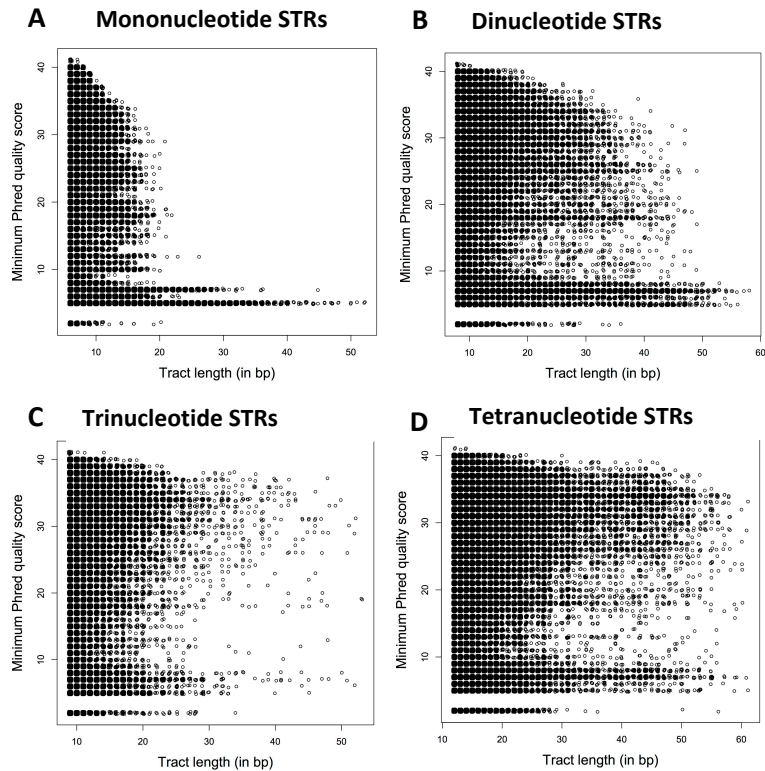 A Mononucleotide STRs
Minimum Phred quality score
40
30
20
10
10 20 30 40 50
Tract length (in bp)
B Dinucleotide STRs
Minimum Phred quality score
40
30
20
10
10 20 30 40 50 60
Tract length (in bp)
C Trinucleotide STRs
Minimum Phred quality score
40
30
20
10
10 20 30 40 50
Tract length (in bp)
D Tetranucleotide STRs
Minimum Phred quality score
40
30
20
10
10 20 30 40 50 60
Tract length (in bp)